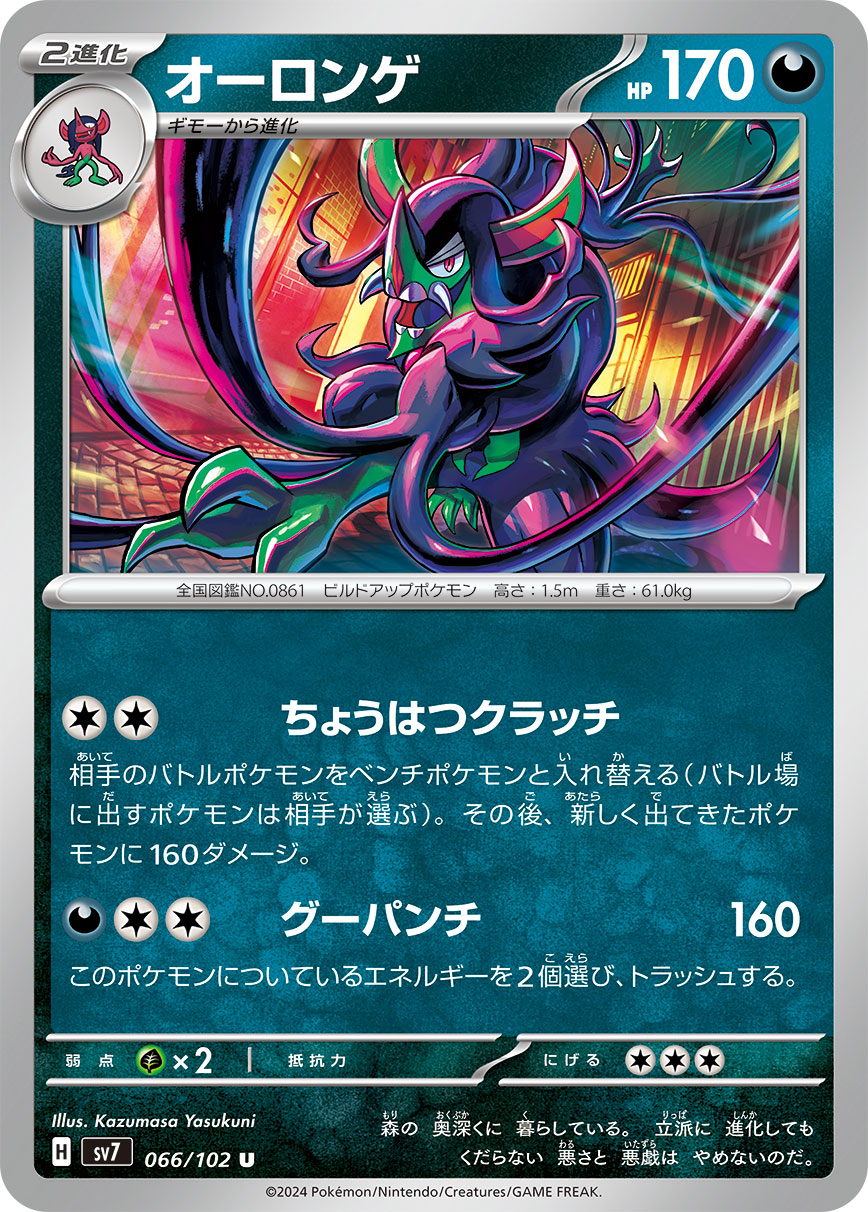 2進化
オーロンゲ
HP 170
ギモーから進化
全国図鑑NO.0861 ビルドアップポケモン 高さ：1.5m 重さ：61.0kg
ちょうはつクラッチ
相手のバトルポケモンをベンチポケモンと入れ替える（バトル場
に出すポケモンは相手が選ぶ）。その後、新しく出てきたポケ
モンに160ダメージ。
グーパンチ 160
このポケモンについているエネルギーを2個選び、トラッシュする。
弱点 ×2 抵抗力 にげる
Illus. Kazumasa Yasukuni
H sv7 066/102 U
森の 奥深くに 暮らしている。 立派に 進化しても
くだらない 悪さと 悪戯は やめないのだ。
©2024 Pokémon/Nintendo/Creatures/GAME FREAK.